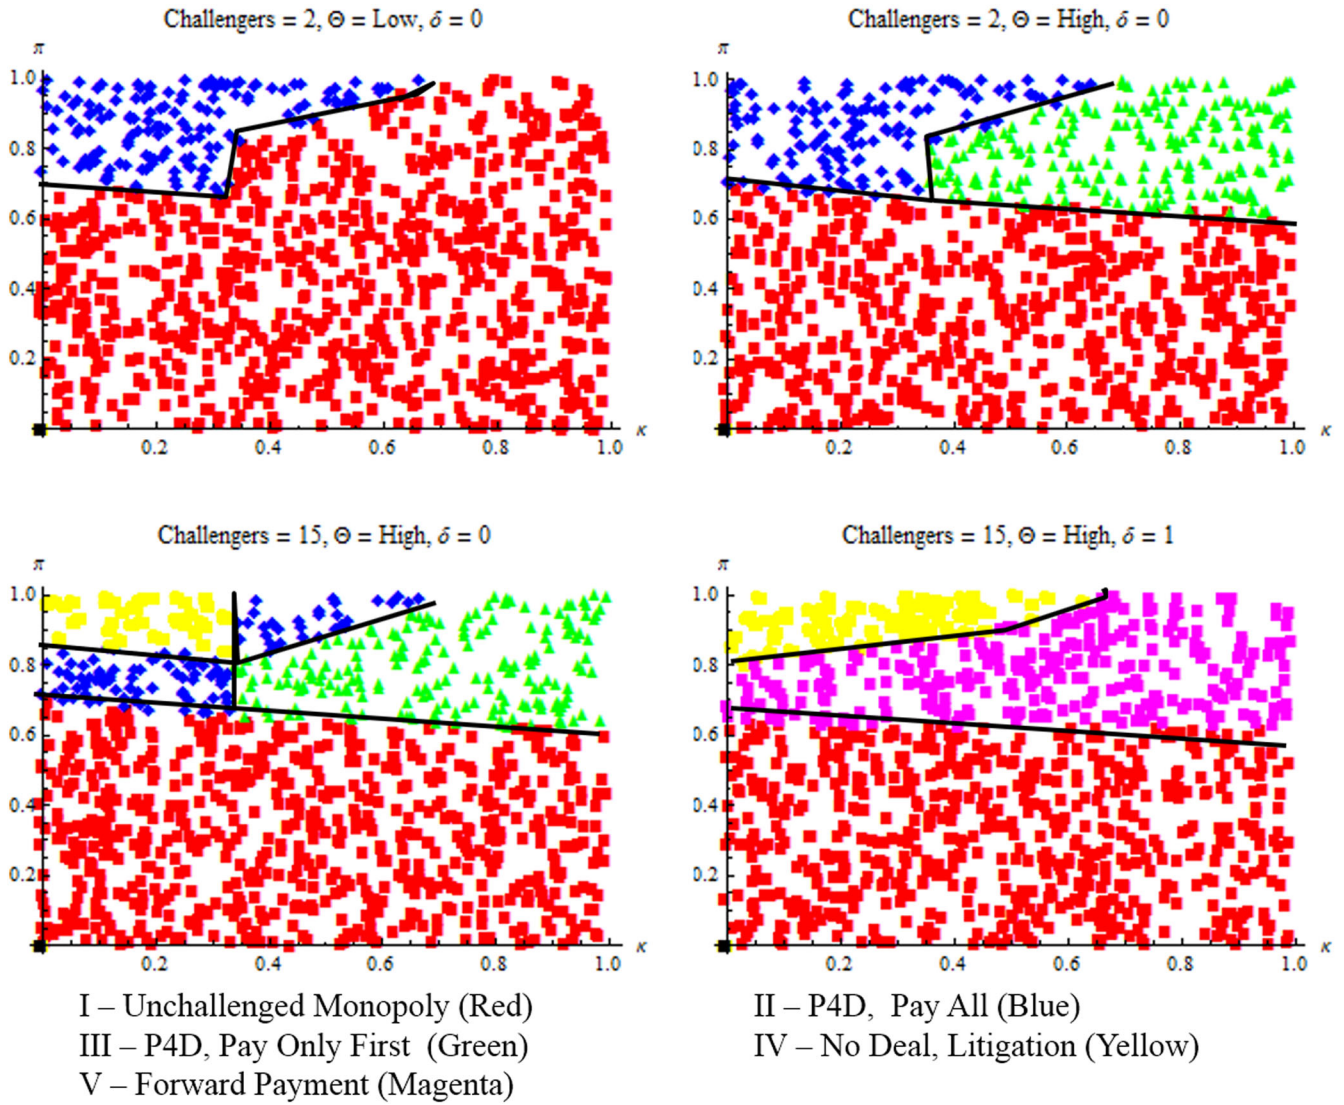 Challengers = 2, Θ = Low, δ = 0
π
1.0
0.8
0.6
0.4
0.2
0.2 0.4 0.6 0.8 1.0 κ
Challengers = 2, Θ = High, δ = 0
π
1.0
0.8
0.6
0.4
0.2
0.2 0.4 0.6 0.8 1.0 κ
Challengers = 15, Θ = High, δ = 0
π
1.0
0.8
0.6
0.4
0.2
0.2 0.4 0.6 0.8 1.0 κ
Challengers = 15, Θ = High, δ = 1
π
1.0
0.8
0.6
0.4
0.2
0.2 0.4 0.6 0.8 1.0 κ
I – Unchallenged Monopoly (Red)
II – P4D, Pay All (Blue)
III – P4D, Pay Only First (Green)
IV – No Deal, Litigation (Yellow)
V – Forward Payment (Magenta)